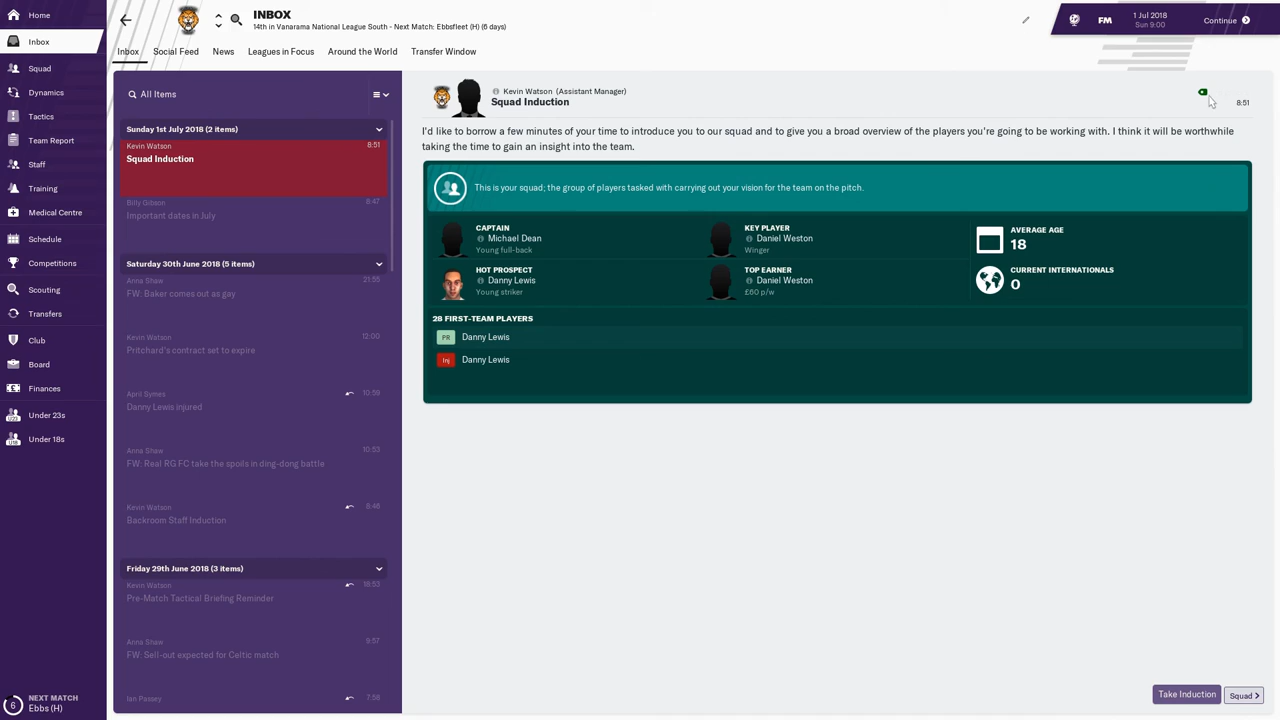 Home
Inbox
Squad
Dynamics
Tactics
Team Report
Staff
Training
Medical Centre
Schedule
Competitions
Scouting
Transfers
Club
Board
Finances
Under 23s
Under 18s
6
NEXT MATCH
Ebbs (H)
INBOX
14th in Vanarama National League South - Next Match: Ebbsfleet (H) (6 days)
FM
1 Jul 2018
Sun 9:00
Continue
Inbox
Social Feed
News
Leagues in Focus
Around the World
Transfer Window
All Items
Sunday 1st July 2018 (2 items)
Kevin Watson 8:51
Squad Induction
Billy Gibson 8:47
Important dates in July
Saturday 30th June 2018 (5 items)
Anna Shaw 21:55
FW: Baker comes out as gay
Kevin Watson 12:00
Pritchard's contract set to expire
April Symes 10:59
Danny Lewis injured
Anna Shaw 10:53
FW: Real RG FC take the spoils in ding-dong battle
Kevin Watson 8:46
Backroom Staff Induction
Friday 29th June 2018 (3 items)
Kevin Watson 18:53
Pre-Match Tactical Briefing Reminder
Anna Shaw 9:57
FW: Sell-out expected for Celtic match
Ian Passey 7:58
Kevin Watson (Assistant Manager)
Squad Induction
8:51
I'd like to borrow a few minutes of your time to introduce you to our squad and to give you a broad overview of the players you're going to be working with. I think it will be worthwhile
taking the time to gain an insight into the team.
This is your squad; the group of players tasked with carrying out your vision for the team on the pitch.
CAPTAIN
Michael Dean
Young full-back
KEY PLAYER
Daniel Weston
Winger
AVERAGE AGE
18
HOT PROSPECT
Danny Lewis
Young striker
TOP EARNER
Daniel Weston
£60 p/w
CURRENT INTERNATIONALS
0
28 FIRST-TEAM PLAYERS
PR Danny Lewis
Inj Danny Lewis
Take Induction
Squad